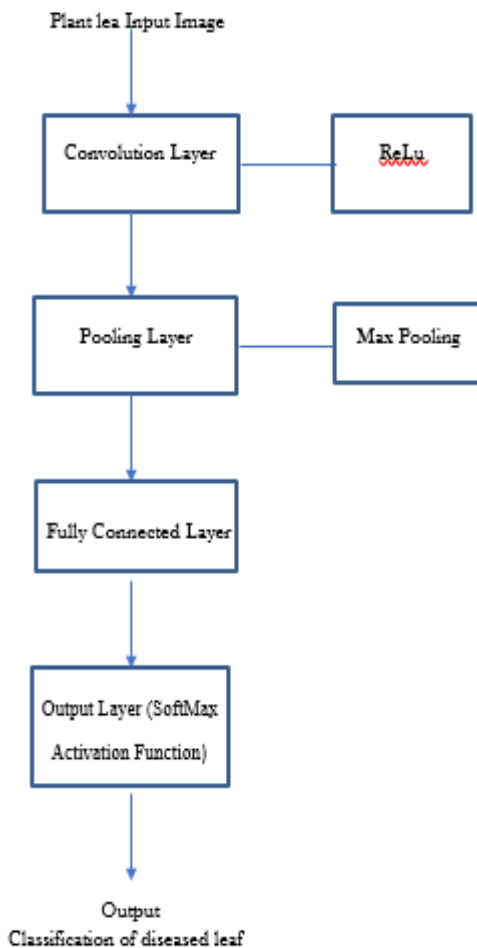 Plant lea Input Image
Convolution Layer
ReLu
Pooling Layer
Max Pooling
Fully Connected Layer
Output Layer (SoftMax
Activation Function)
Output
Classification of diseased leaf